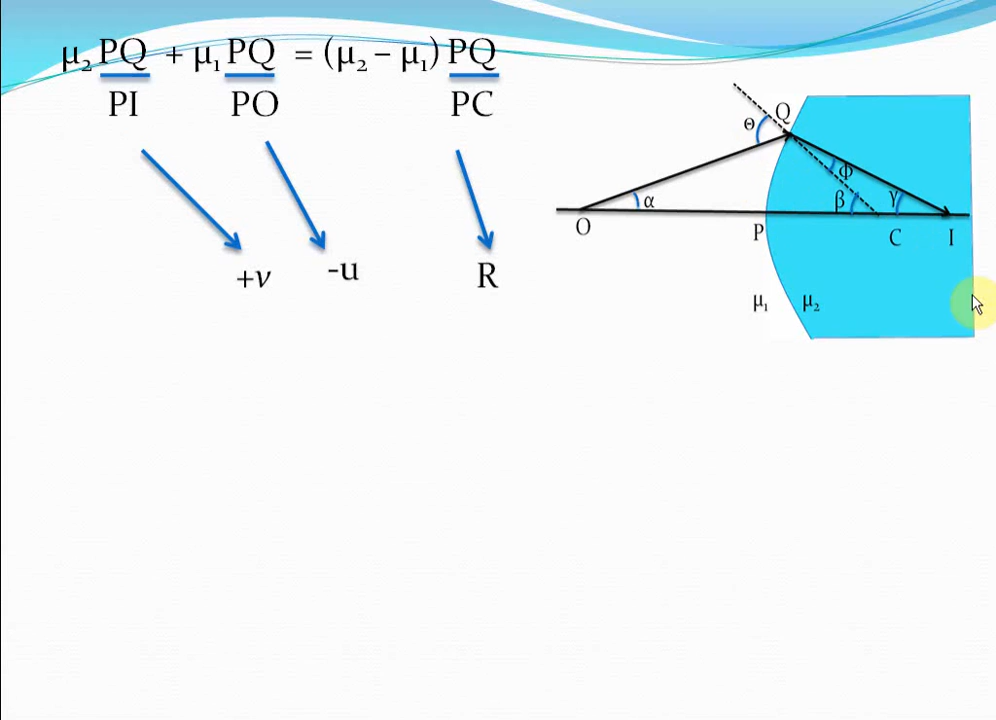 μ₂ PQ + μ₁ PQ = (μ₂ – μ₁) PQ
PI PO PC
+v -u R
Q
Θ
ϕ
α
β γ
O P C I
μ₁ μ₂